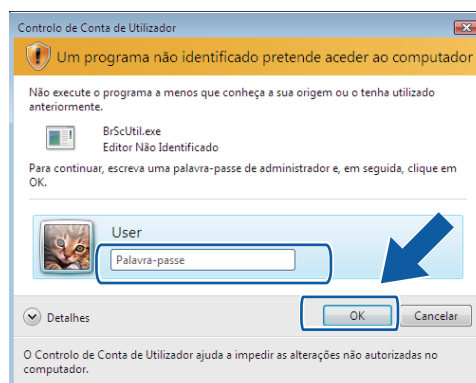 Controlo de Conta de Utilizador
Um programa não identificado pretende aceder ao computador
Não execute o programa a menos que conheça a sua origem ou o tenha utilizado
anteriormente.
BrScUtil.exe
Editor Não Identificado
Para continuar, escreva uma palavra-passe de administrador e, em seguida, clique em
OK.
User
Palavra-passe
Detalhes
OK
Cancelar
O Controlo de Conta de Utilizador ajuda a impedir as alterações não autorizadas no
computador.